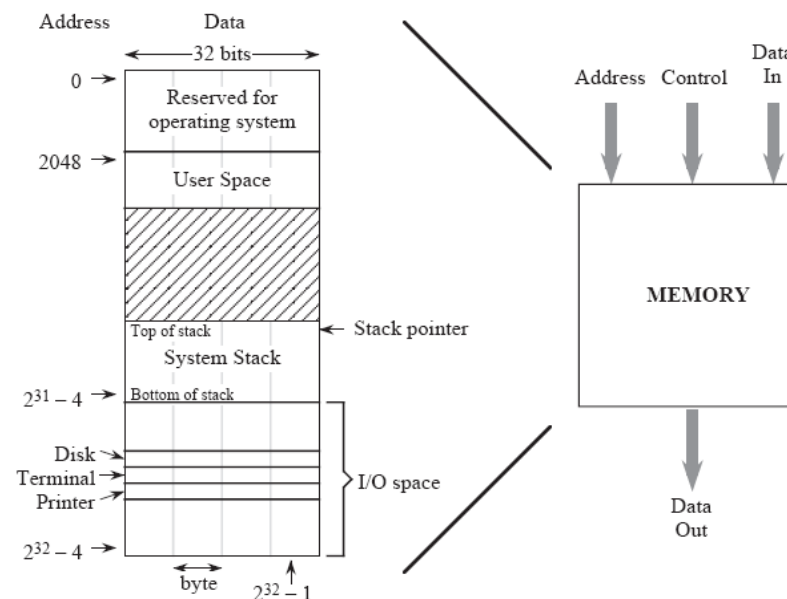 Address
Data
32 bits
0
Reserved for
operating system
2048
User Space
Top of stack
Stack pointer
System Stack
Bottom of stack
2³¹ – 4
Disk
Terminal
Printer
I/O space
2³² – 4
byte
2³² – 1
Address
Control
Data
In
MEMORY
Data
Out